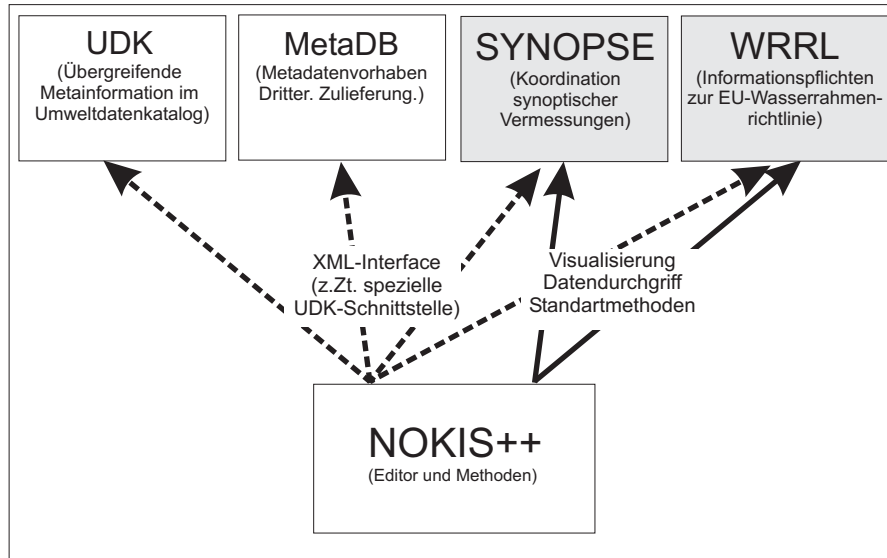 UDK
(Übergreifende
Metainformation im
Umweltdatenkatalog)
MetaDB
(Metadatenvorhaben
Dritter. Zulieferung.)
SYNOPSE
(Koordination
synoptischer
Vermessungen)
WRRL
(Informationspflichten
zur EU-Wasserrahmen-
richtlinie)
XML-Interface
(z.Zt. spezielle
UDK-Schnittstelle)
Visualisierung
Datendurchgriff
Standartmethoden
NOKIS++
(Editor und Methoden)